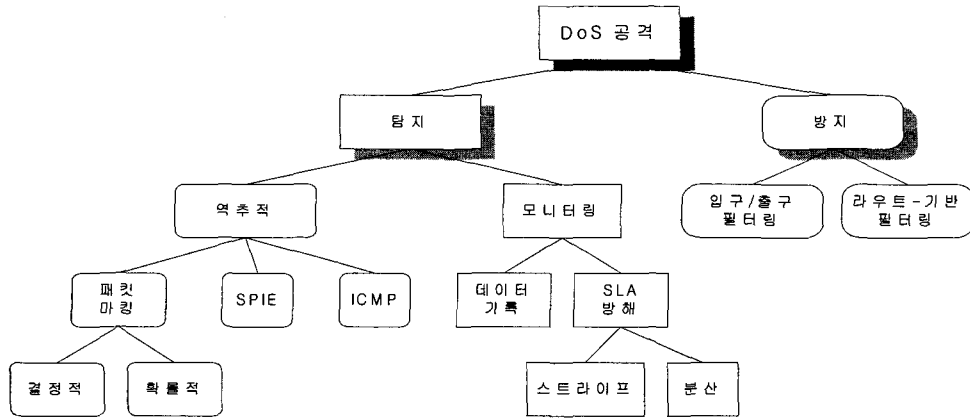 DoS 공격
탐지
방지
역추적
모니터링
입구/출구
필터링
라우트-기반
필터링
패킷
마킹
SPIE
ICMP
데이터
기록
SLA
방해
결정적
확률적
스트라이프
분산